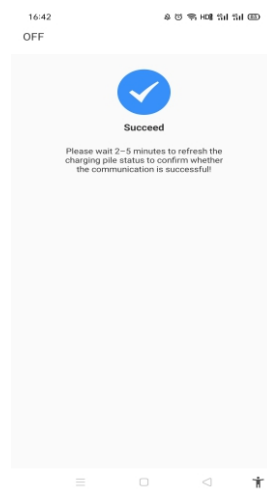 16:42
OFF
Succeed
Please wait 2–5 minutes to refresh the
charging pile status to confirm whether
the communication is successful!